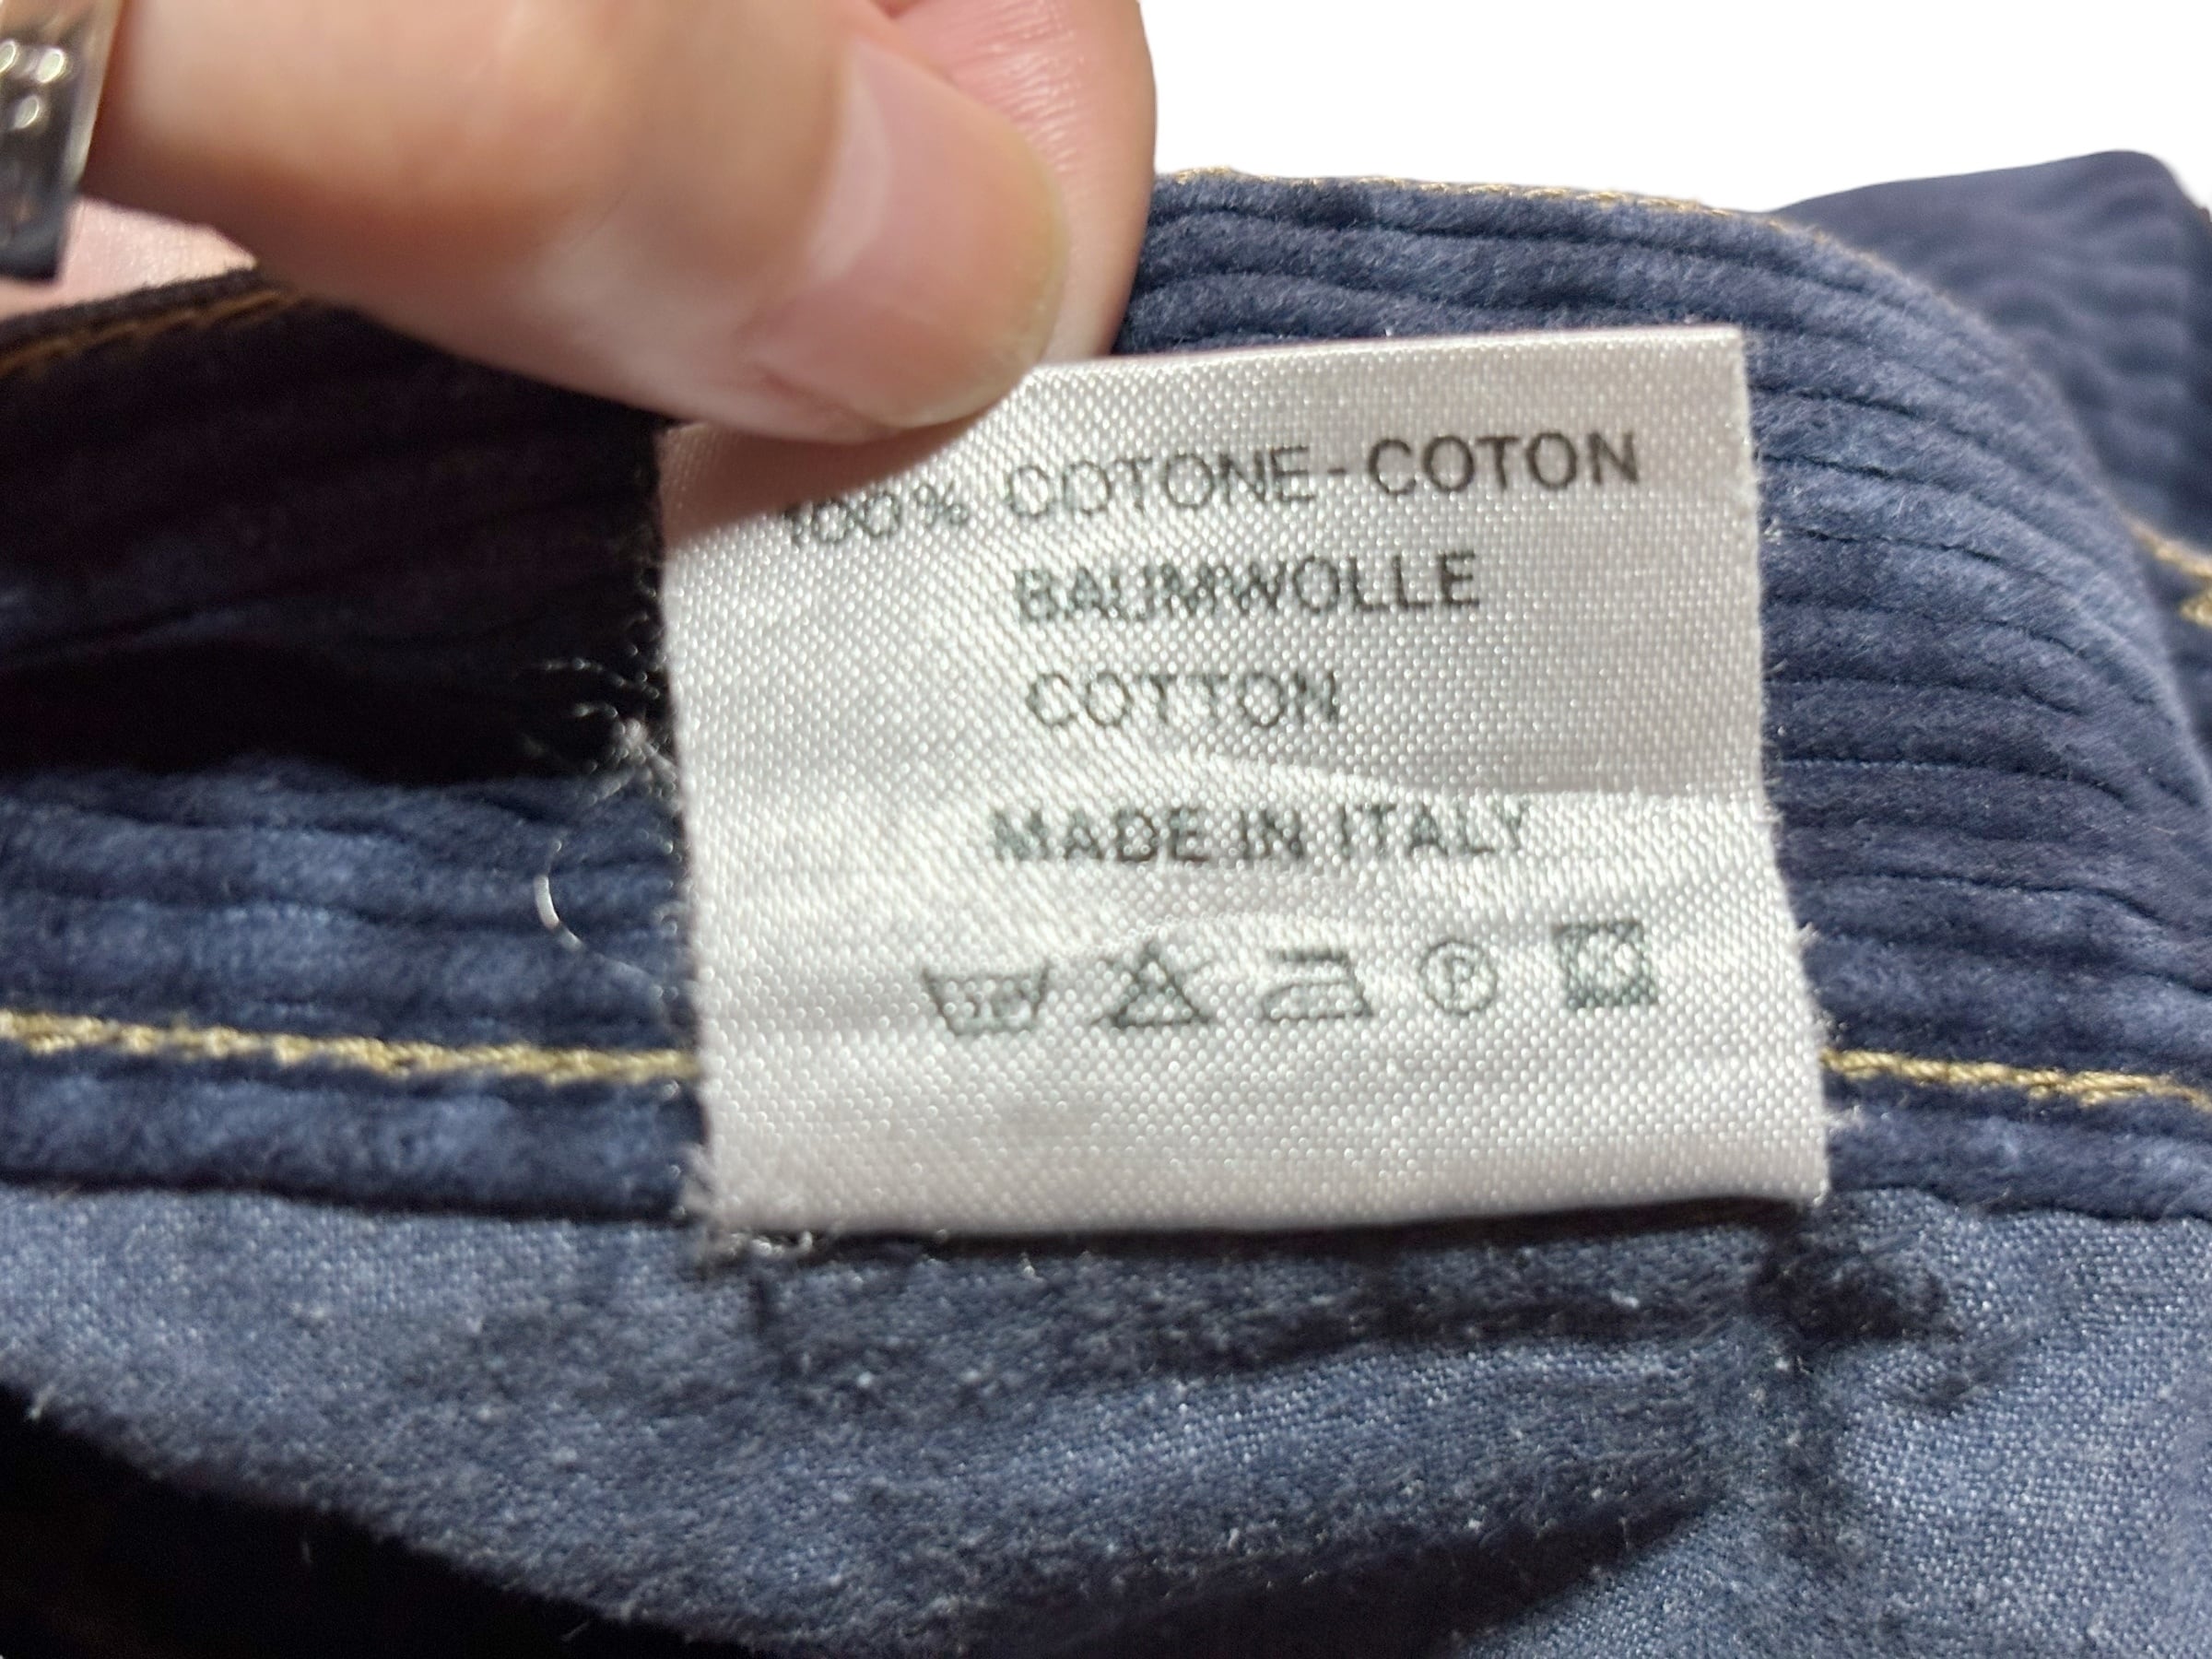 100% COTONE-COTON
BAUMWOLLE
COTTON
MADE IN ITALY
P